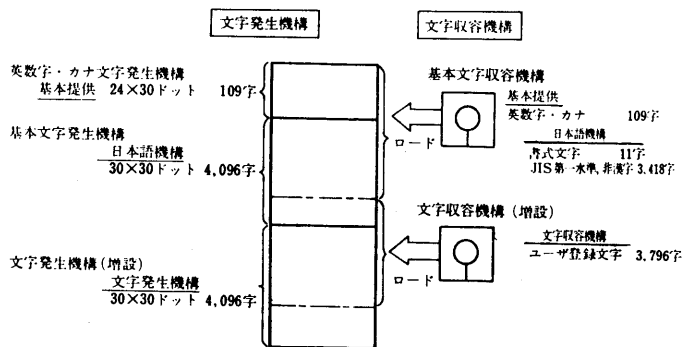 文字発生機構
文字収容機構
英数字・カナ文字発生機構
基本提供 24×30ドット 109字
基本文字発生機構
日本語機構
30×30ドット 4,096字
文字発生機構(増設)
文字発生機構
30×30ドット 4,096字
基本文字収容機構
基本提供
英数字・カナ 109字
日本語機構
書式文字 11字
JIS第一水準,非漢字 3,418字
ロード
文字収容機構(増設)
文字収容機構
ユーザ登録文字 3,796字
ロード